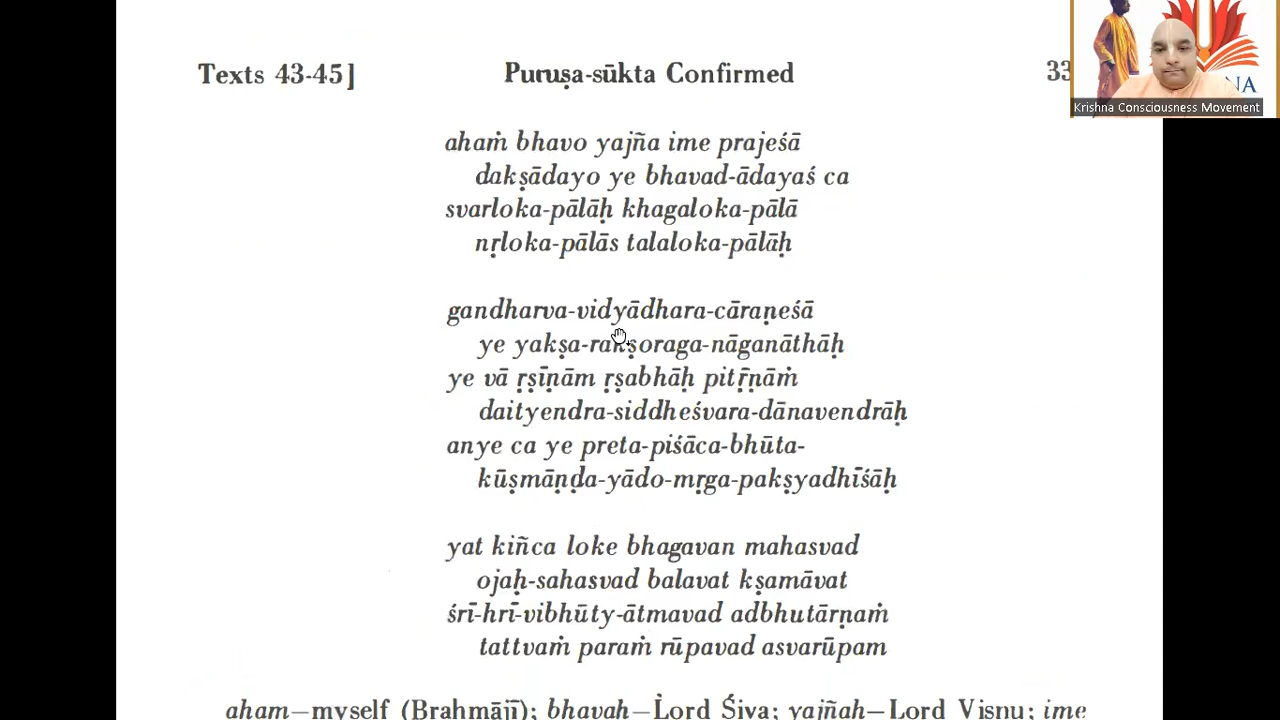 Texts 43-45]
Puruṣa-sūkta Confirmed
33
NA
Krishna Consciousness Movement
ahaṁ bhavo yajña ime prajeśā
dakṣādayo ye bhavad-ādayaś ca
svarloka-pālāḥ khagaloka-pālā
nṛloka-pālās talaloka-pālāḥ
gandharva-vidyādhara-cāraṇeśā
ye yakṣa-rakṣoraga-nāganāthāḥ
ye vā ṛṣīṇām ṛṣabhāḥ pitṝṇāṁ
daityendra-siddheśvara-dānavendrāḥ
anye ca ye preta-piśāca-bhūta-
kūṣmāṇḍa-yādo-mṛga-pakṣyadhīśāḥ
yat kiñca loke bhagavan mahasvad
ojaḥ-sahasvad balavat kṣamāvat
śrī-hrī-vibhūty-ātmavad adbhutārṇaṁ
tattvaṁ paraṁ rūpavad asvarūpam
aham—myself (Brahmājī); bhavaḥ—Lord Śiva; yajñaḥ—Lord Viṣṇu; ime